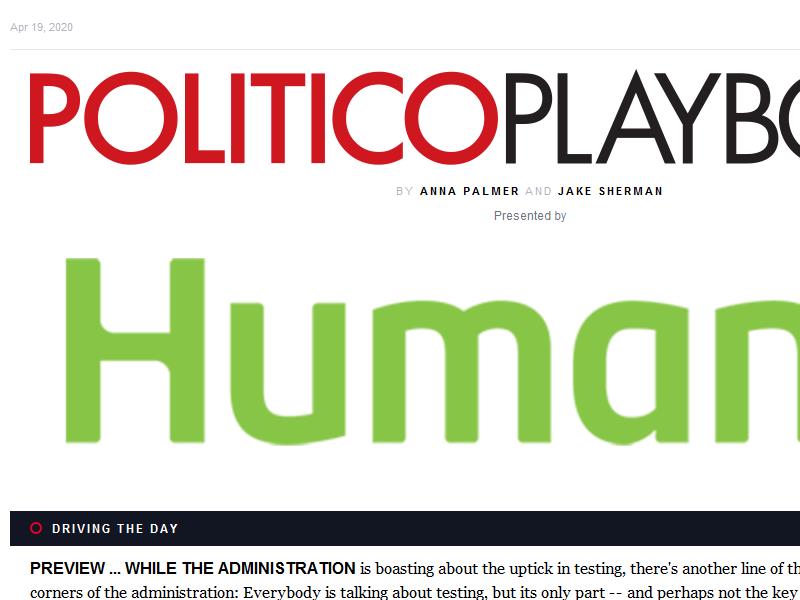 Apr 19, 2020
POLITICOPLAYBO
BY ANNA PALMER AND JAKE SHERMAN
Presented by
Human
DRIVING THE DAY
PREVIEW ... WHILE THE ADMINISTRATION is boasting about the uptick in testing, there's another line of th
corners of the administration: Everybody is talking about testing, but its only part -- and perhaps not the key